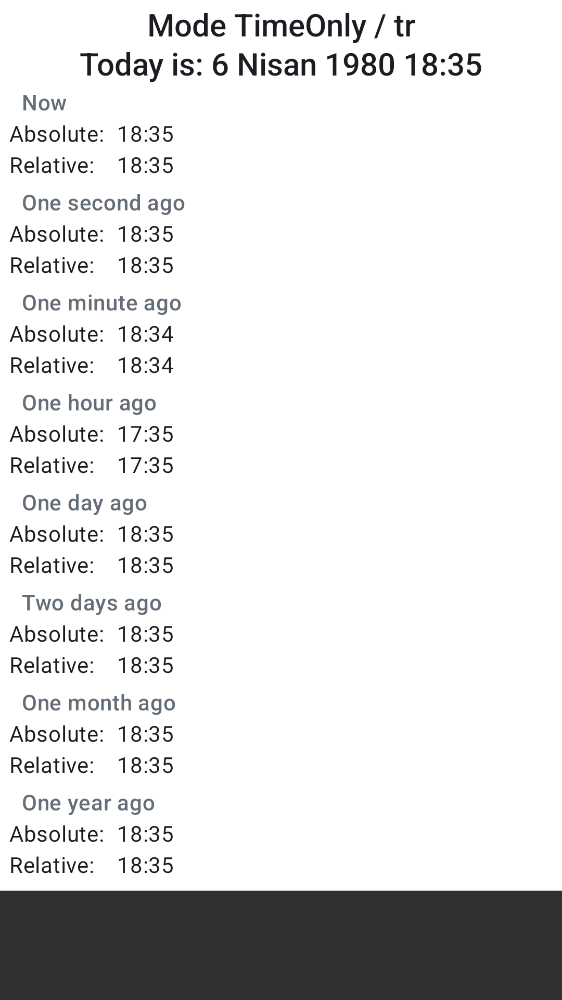 Mode TimeOnly / tr
Today is: 6 Nisan 1980 18:35
Now
Absolute: 18:35
Relative: 18:35
One second ago
Absolute: 18:35
Relative: 18:35
One minute ago
Absolute: 18:34
Relative: 18:34
One hour ago
Absolute: 17:35
Relative: 17:35
One day ago
Absolute: 18:35
Relative: 18:35
Two days ago
Absolute: 18:35
Relative: 18:35
One month ago
Absolute: 18:35
Relative: 18:35
One year ago
Absolute: 18:35
Relative: 18:35